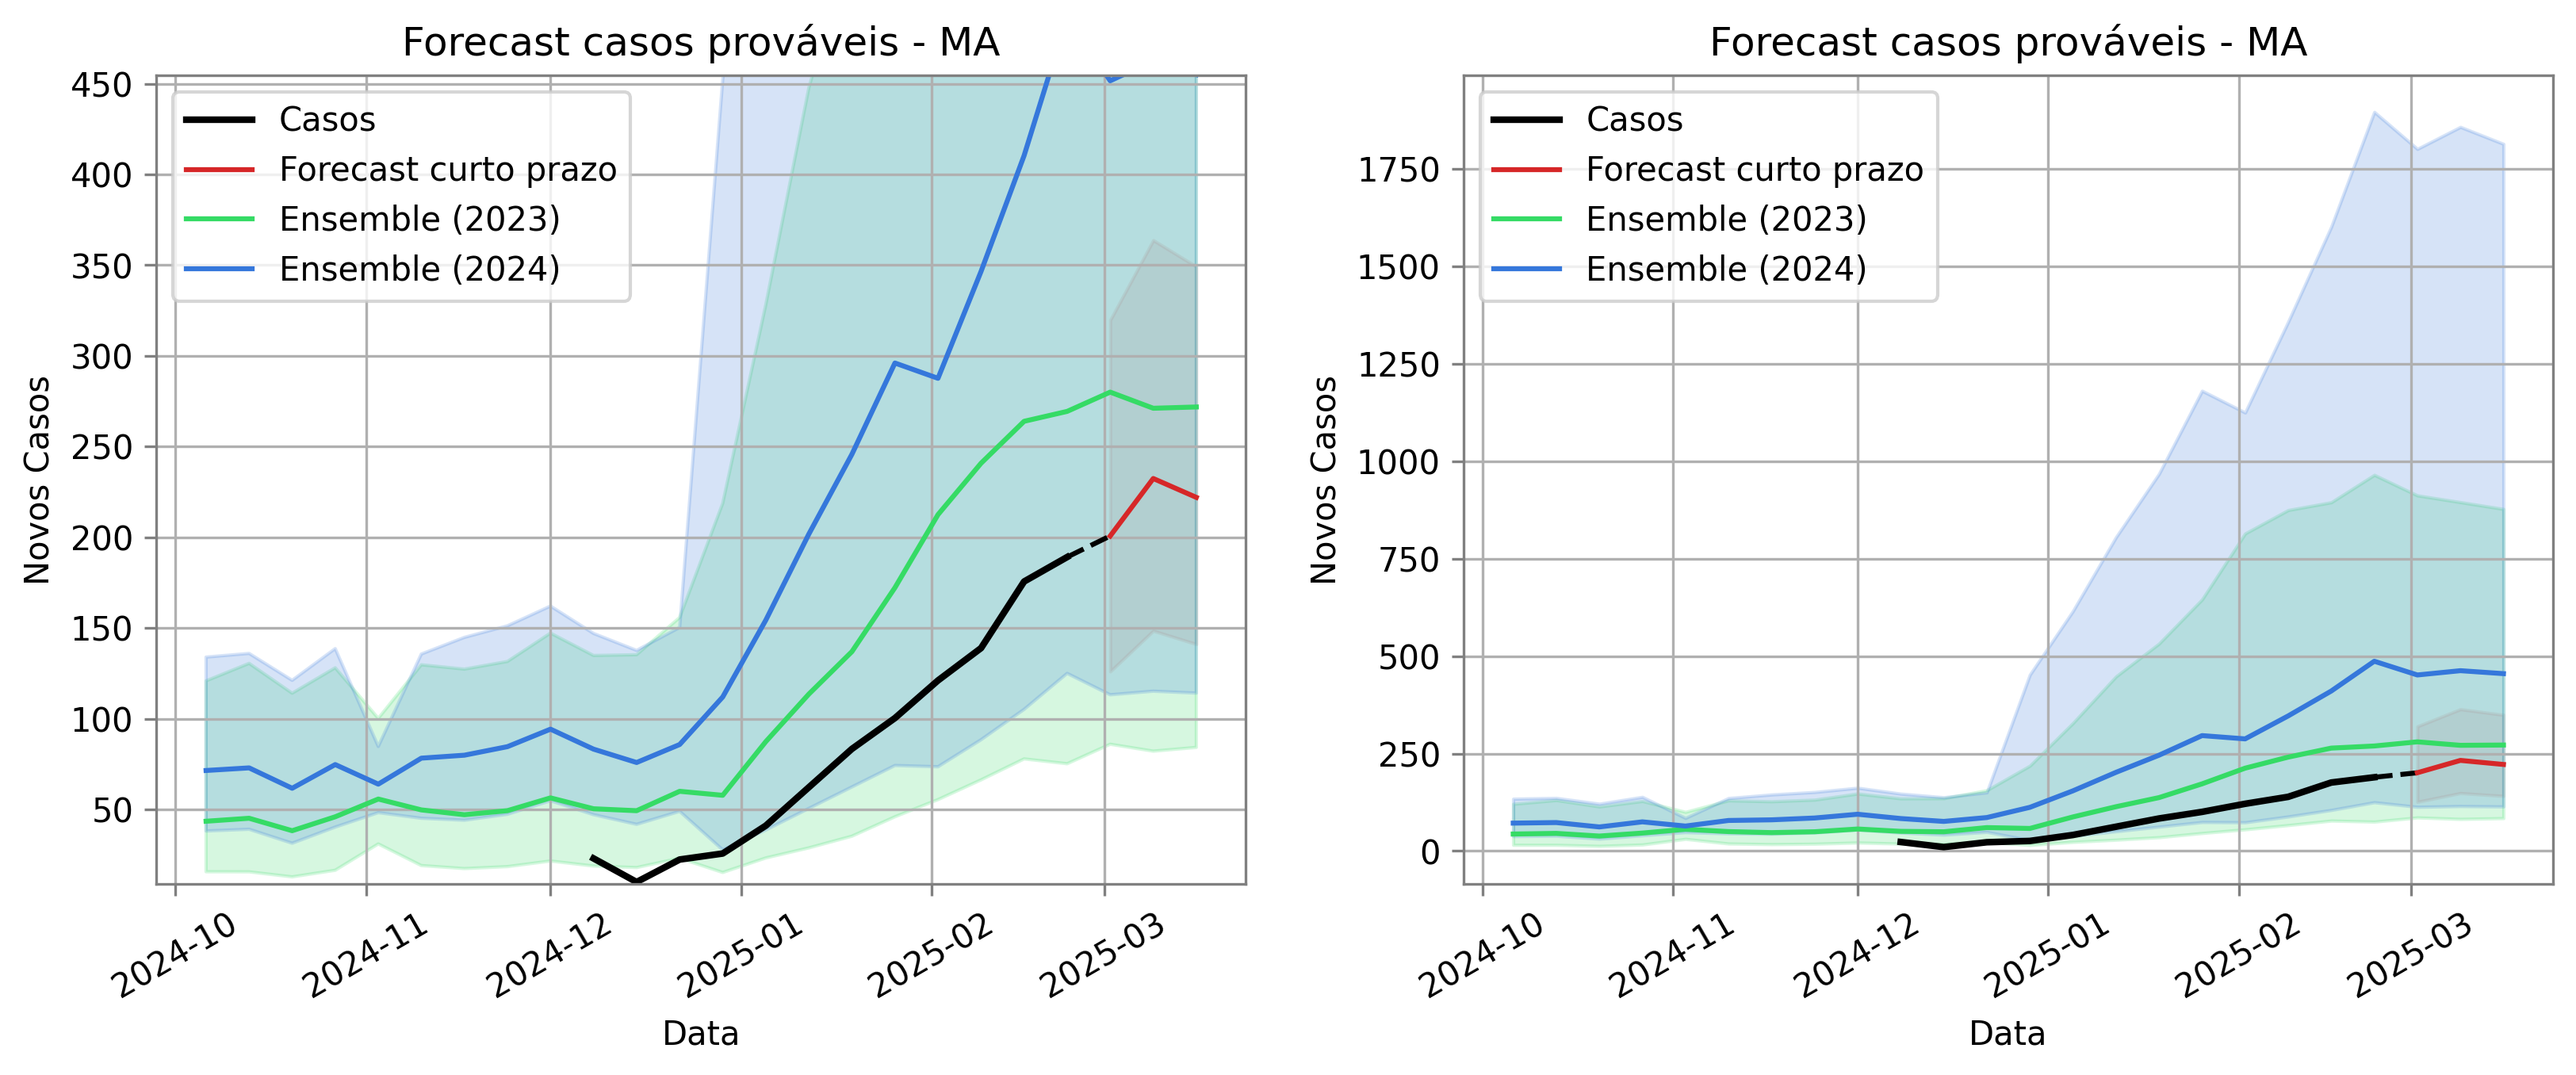 Forecast casos prováveis - MA
450
400
350
300
250
200
150
100
50
Novos Casos
Casos
Forecast curto prazo
Ensemble (2023)
Ensemble (2024)
2024-10
2024-11
2024-12
2025-01
2025-02
2025-03
Data
Forecast casos prováveis - MA
1750
1500
1250
1000
750
500
250
0
Novos Casos
Casos
Forecast curto prazo
Ensemble (2023)
Ensemble (2024)
2024-10
2024-11
2024-12
2025-01
2025-02
2025-03
Data